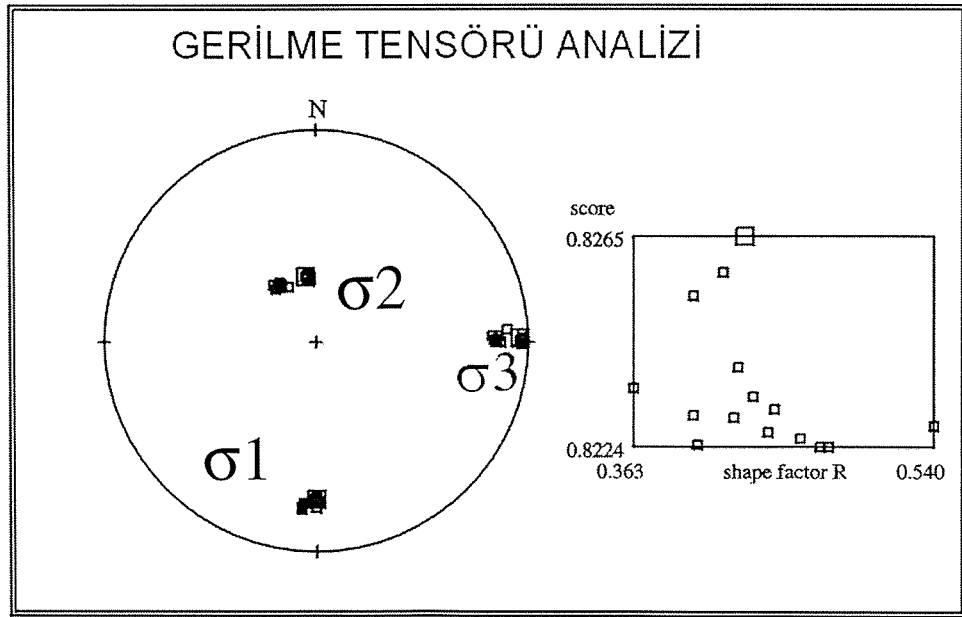 GERİLME TENSÖRÜ ANALİZİ
N
σ2
σ3
σ1
score
0.8265
0.8224
0.363
shape factor R
0.540